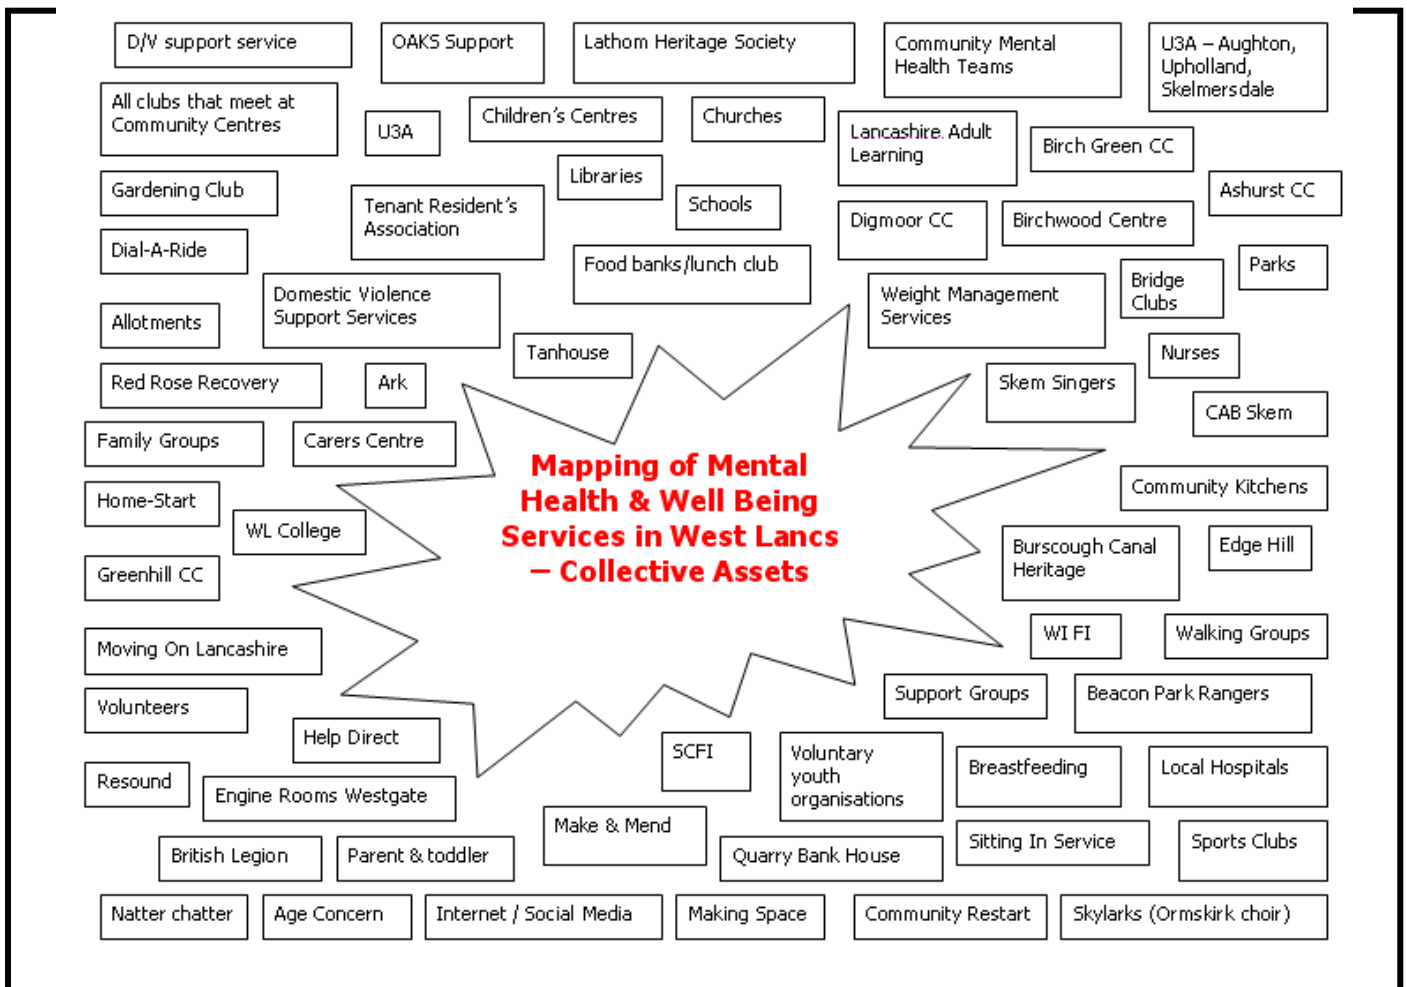 D/V support service
OAKS Support
Lathom Heritage Society
Community Mental
Health Teams
U3A – Aughton,
Upholland,
Skelmersdale
All clubs that meet at
Community Centres
U3A
Children's Centres
Churches
Lancashire. Adult
Learning
Birch Green CC
Gardening Club
Tenant Resident's
Association
Libraries
Schools
Digmoor CC
Birchwood Centre
Ashurst CC
Dial-A-Ride
Food banks/lunch club
Bridge
Clubs
Parks
Allotments
Domestic Violence
Support Services
Weight Management
Services
Tanhouse
Nurses
Red Rose Recovery
Ark
Skem Singers
CAB Skem
Family Groups
Carers Centre
Mapping of Mental
Health & Well Being
Services in West Lancs
– Collective Assets
Home-Start
WL College
Community Kitchens
Greenhill CC
Burscough Canal
Heritage
Edge Hill
Moving On Lancashire
WI FI
Walking Groups
Volunteers
Help Direct
Support Groups
Beacon Park Rangers
Resound
Engine Rooms Westgate
SCFI
Voluntary
youth
organisations
Breastfeeding
Local Hospitals
British Legion
Parent & toddler
Make & Mend
Quarry Bank House
Sitting In Service
Sports Clubs
Natter chatter
Age Concern
Internet / Social Media
Making Space
Community Restart
Skylarks (Ormskirk choir)